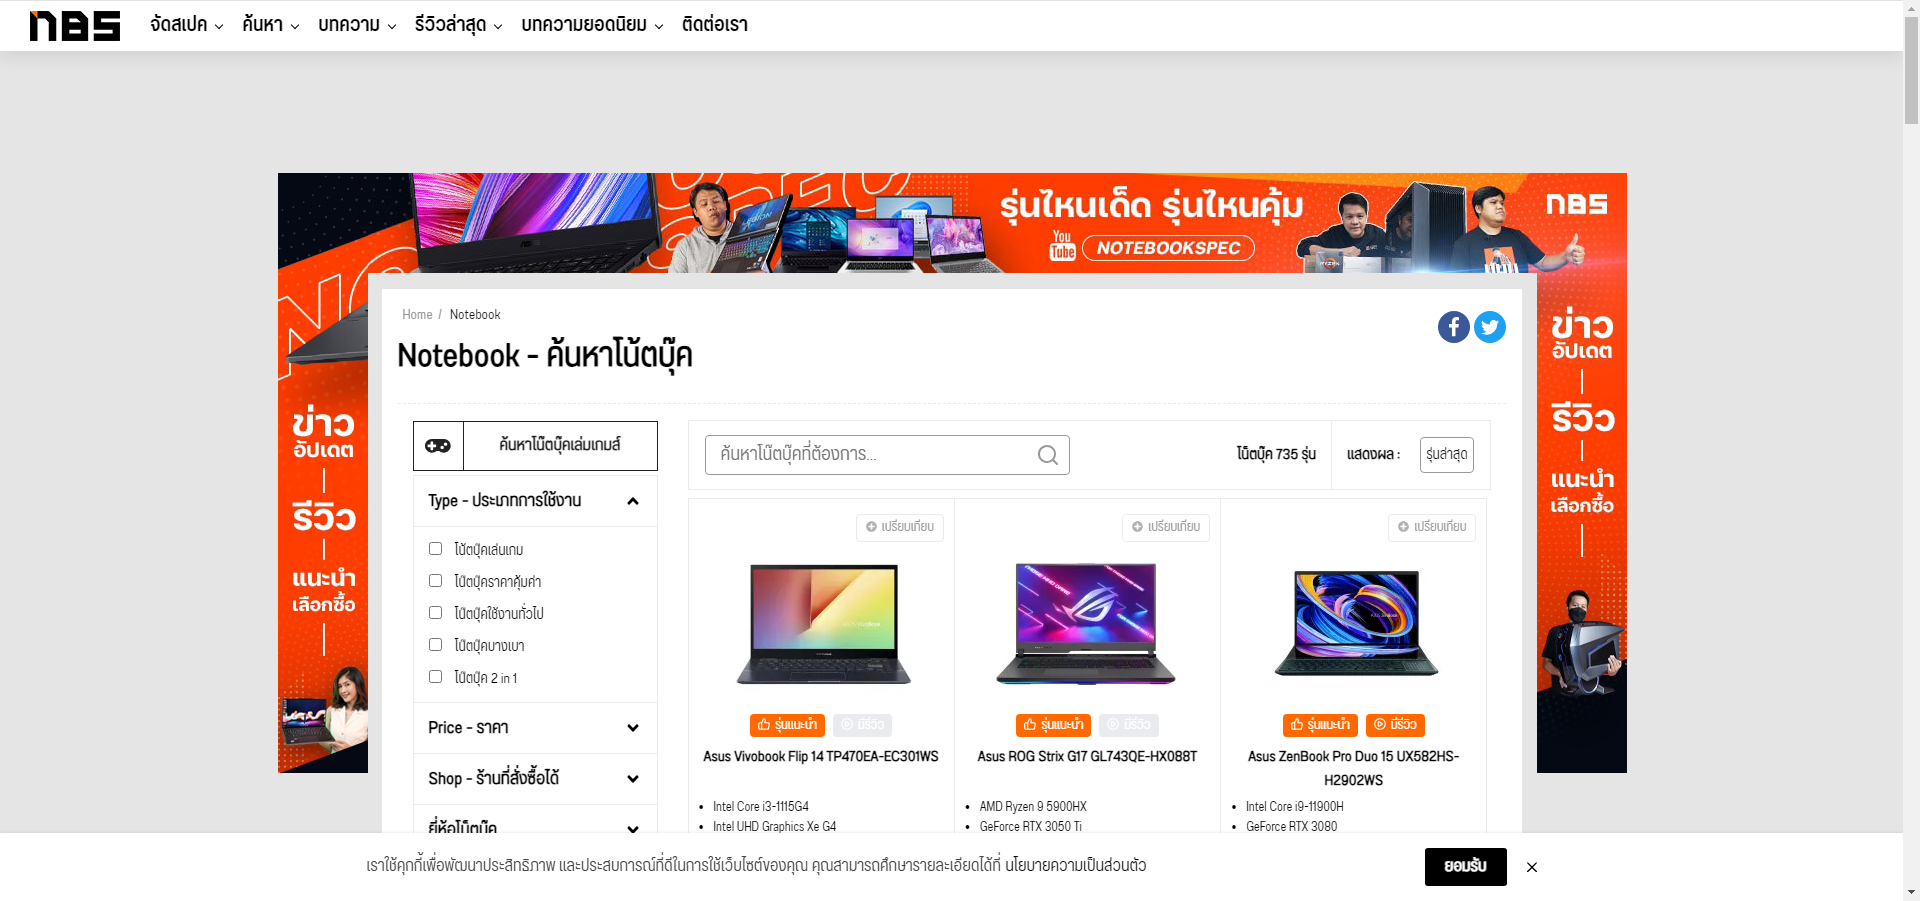 nBS
จัดสเปค
ค้นหา
บทความ
รีวิวล่าสุด
บทความยอดนิยม
ติดต่อเรา
รุ่นไหนเด็ด รุ่นไหนคุ้ม
You Tube NOTEBOOKSPEC
nBS
ข่าว
อัปเดต
รีวิว
แนะนำ
เลือกซื้อ
ข่าว
อัปเดต
รีวิว
แนะนำ
เลือกซื้อ
Home / Notebook
Notebook - ค้นหาโน้ตบุ๊ค
ค้นหาโน๊ตบุ๊คเล่มเกมส์
Type - ประเภทการใช้งาน
โน้ตบุ๊คเล่นเกม
โน๊ตบุ๊คราคาคุ้มค่า
โน๊ตบุ๊คใช้งานทั่วไป
โน๊ตบุ๊คบางเบา
โน๊ตบุ๊ค 2 in 1
Price - ราคา
Shop - ร้านที่สั่งซื้อได้
ยี่ห้อโน๊ตบุ๊ค
ค้นหาโน๊ตบุ๊คที่ต้องการ...
โน็ตบุ๊ค 735 รุ่น
แสดงผล :
รุ่นล่าสุด
เปรียบเทียบ
เปรียบเทียบ
เปรียบเทียบ
รุ่นแนะนำ มีรีวิว
รุ่นแนะนำ มีรีวิว
รุ่นแนะนำ มีรีวิว
Asus Vivobook Flip 14 TP470EA-EC301WS
Intel Core i3-1115G4
Intel UHD Graphics Xe G4
Asus ROG Strix G17 GL743QE-HX088T
AMD Ryzen 9 5900HX
GeForce RTX 3050 Ti
Asus ZenBook Pro Duo 15 UX582HS-
H2902WS
Intel Core i9-11900H
GeForce RTX 3080
เราใช้คุกกี้เพื่อพัฒนาประสิทธิภาพ และประสบการณ์ที่ดีในการใช้เว็บไซต์ของคุณ คุณสามารถศึกษารายละเอียดได้ที่ นโยบายความเป็นส่วนตัว
ยอมรับ